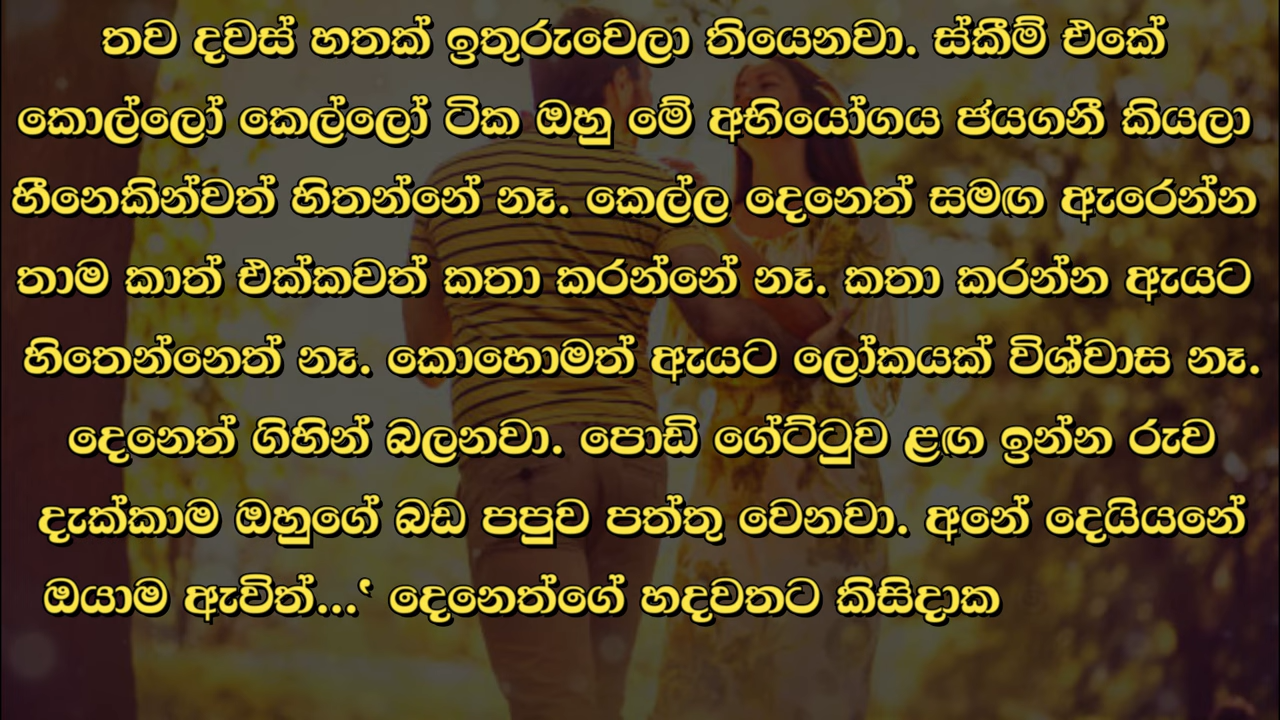 තව දවස් හතක් ඉතුරුවෙලා තියෙනවා. ස්කීම් එකේ
කොල්ලෝ කෙල්ලෝ ටික ඔහු මේ අභියෝගය ජයගනී කියලා
හීනෙකින්වත් හිතන්නේ නෑ. කෙල්ල දෙනෙත් සමඟ ඇරෙන්න
තාම කාත් එක්කවත් කතා කරන්නේ නෑ. කතා කරන්න ඇයට
හිතෙන්නෙත් නෑ. කොහොමත් ඇයට ලෝකයක් විශ්වාස නෑ.
දෙනෙත් ගිහින් බලනවා. පොඩි ගේට්ටුව ළඟ ඉන්න රුව
දැක්කාම ඔහුගේ බඩ පපුව පත්තු වෙනවා. අනේ දෙයියනේ
ඔයාම ඇවිත්...‛ දෙනෙත්ගේ හදවතට කිසිදාක